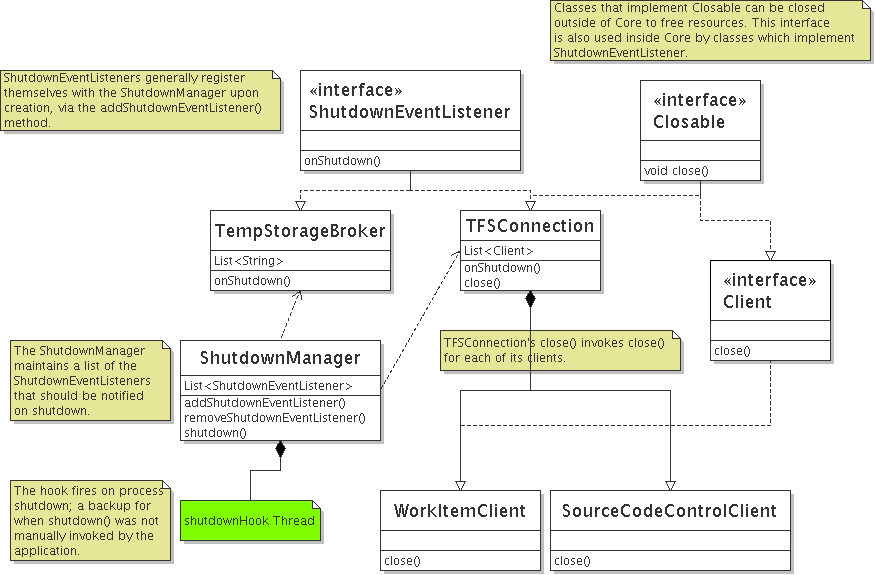 Classes that implement Closable can be closed
outside of Core to free resources. This interface
is also used inside Core by classes which implement
ShutdownEventListener.
ShutdownEventListeners generally register
themselves with the ShutdownManager upon
creation, via the addShutdownEventListener()
method.
«interface»
ShutdownEventListener
onShutdown()
«interface»
Closable
void close()
TempStorageBroker
List<String>
onShutdown()
TFSConnection
List<Client>
onShutdown()
close()
«interface»
Client
close()
The ShutdownManager
maintains a list of the
ShutdownEventListeners
that should be notified
on shutdown.
ShutdownManager
List<ShutdownEventListener>
addShutdownEventListener()
removeShutdownEventListener()
shutdown()
TFSConnection's close() invokes close()
for each of its clients.
The hook fires on process
shutdown; a backup for
when shutdown() was not
manually invoked by the
application.
shutdownHook Thread
WorkItemClient
close()
SourceCodeControlClient
close()